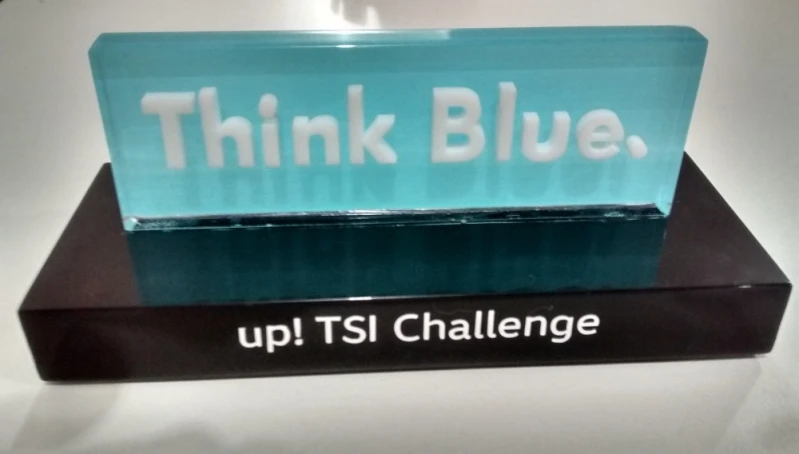 Think Blue.
up! TSI Challenge